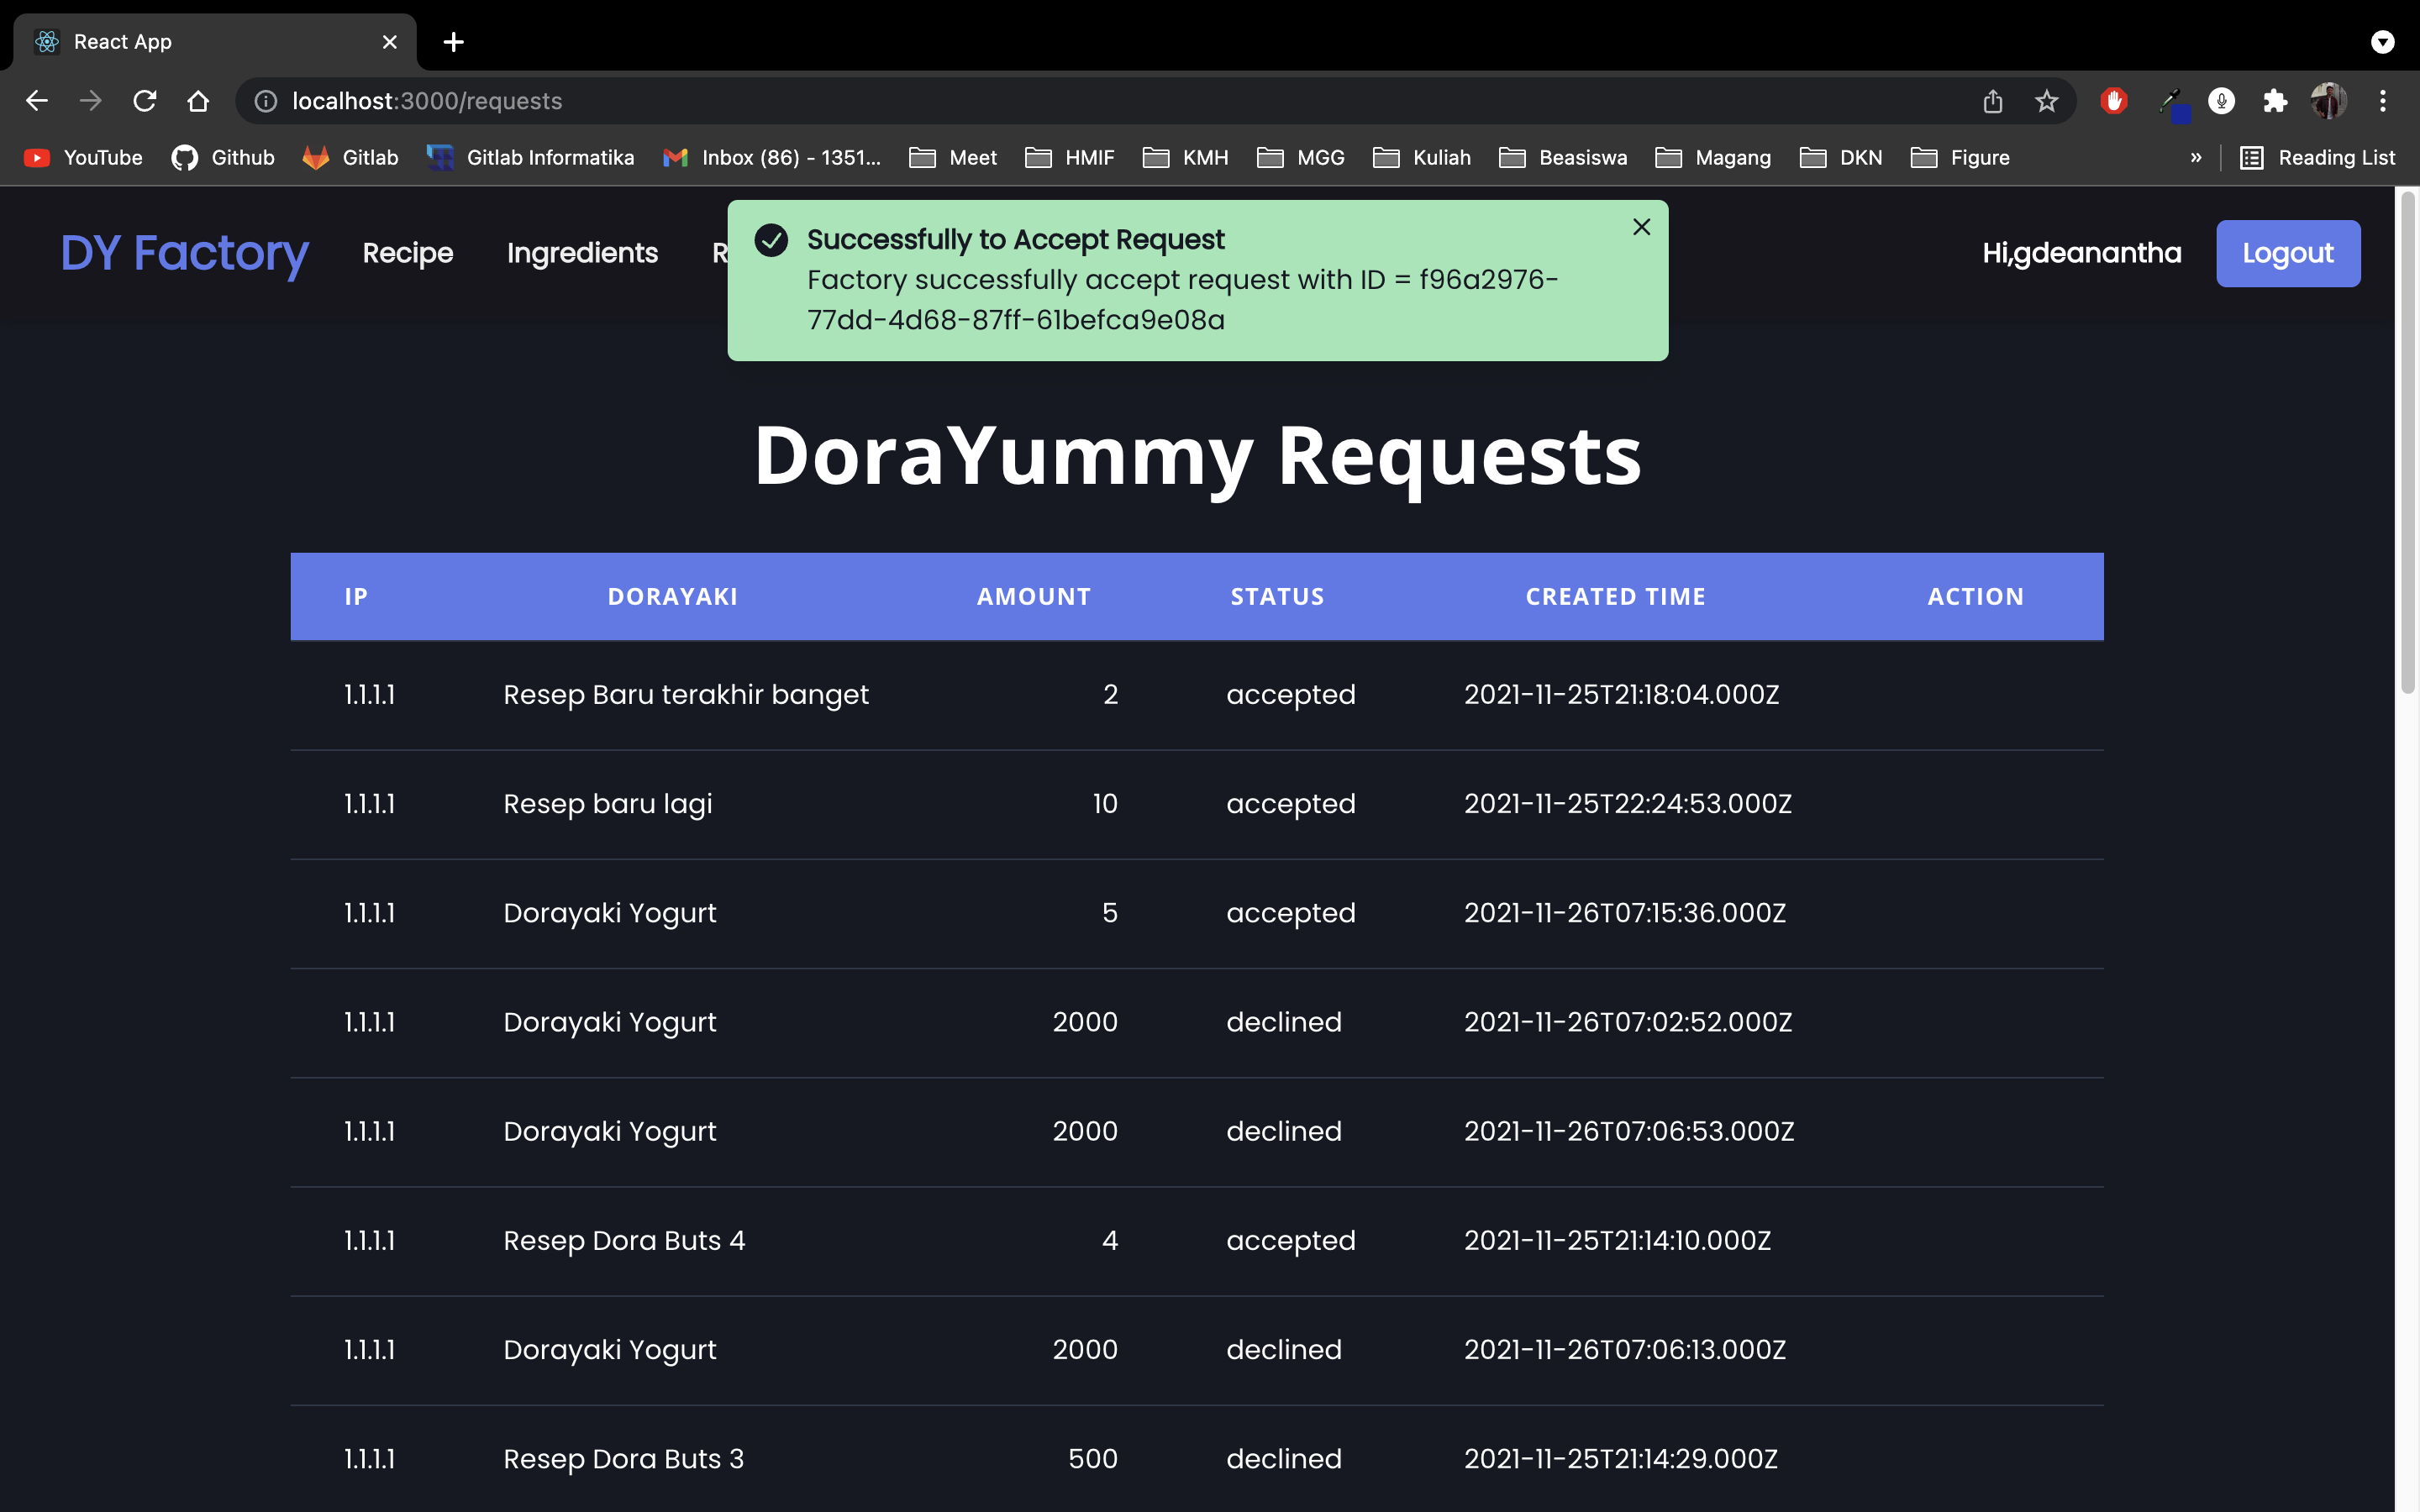 React App
localhost:3000/requests
YouTube Github Gitlab Gitlab Informatika Inbox (86) - 1351... Meet HMIF KMH MGG Kuliah Beasiswa Magang DKN Figure » Reading List
DY Factory Recipe Ingredients R Hi,gdeanantha Logout
Successfully to Accept Request
Factory successfully accept request with ID = f96a2976-
77dd-4d68-87ff-61befca9e08a
DoraYummy Requests
IP DORAYAKI AMOUNT STATUS CREATED TIME ACTION
1.1.1.1 Resep Baru terakhir banget 2 accepted 2021-11-25T21:18:04.000Z
1.1.1.1 Resep baru lagi 10 accepted 2021-11-25T22:24:53.000Z
1.1.1.1 Dorayaki Yogurt 5 accepted 2021-11-26T07:15:36.000Z
1.1.1.1 Dorayaki Yogurt 2000 declined 2021-11-26T07:02:52.000Z
1.1.1.1 Dorayaki Yogurt 2000 declined 2021-11-26T07:06:53.000Z
1.1.1.1 Resep Dora Buts 4 4 accepted 2021-11-25T21:14:10.000Z
1.1.1.1 Dorayaki Yogurt 2000 declined 2021-11-26T07:06:13.000Z
1.1.1.1 Resep Dora Buts 3 500 declined 2021-11-25T21:14:29.000Z